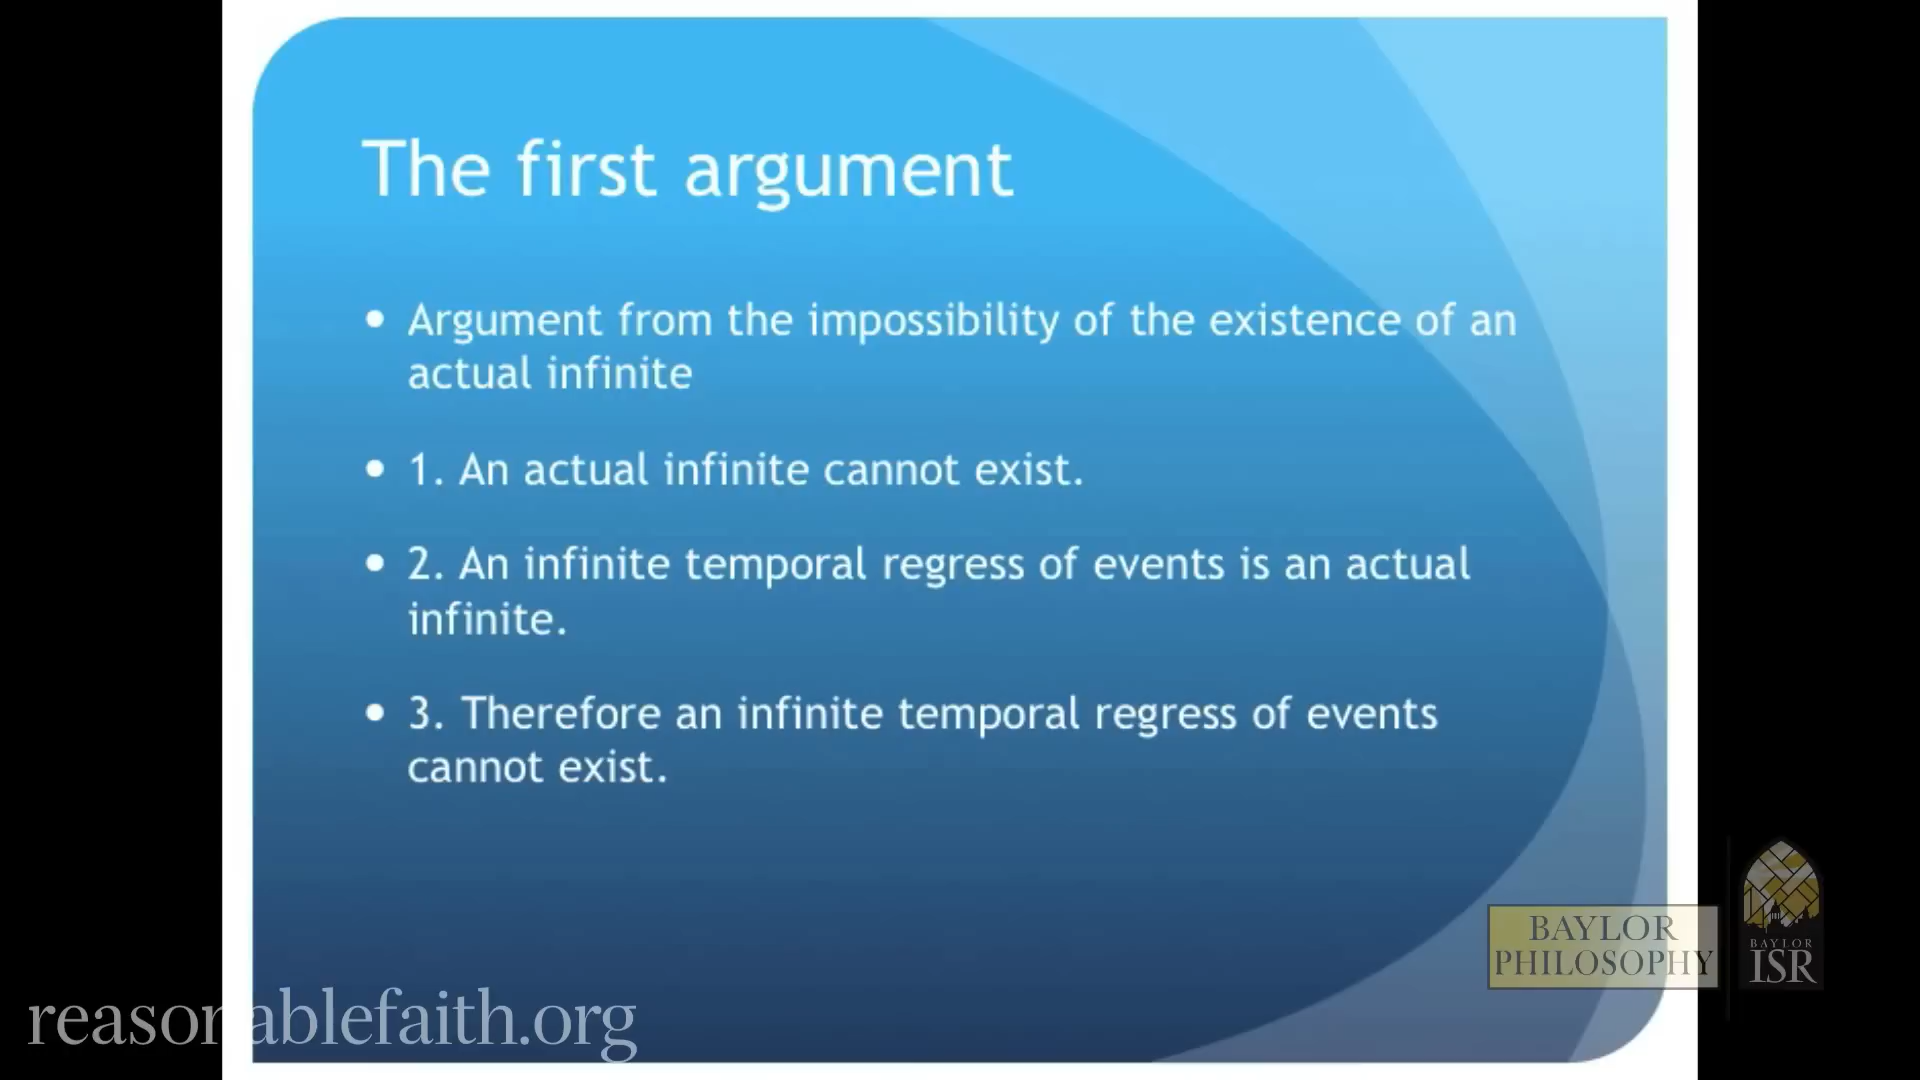 The first argument
• Argument from the impossibility of the existence of an
actual infinite
• 1. An actual infinite cannot exist.
• 2. An infinite temporal regress of events is an actual
infinite.
• 3. Therefore an infinite temporal regress of events
cannot exist.
BAYLOR
PHILOSOPHY
BAYLOR
ISR
reasonablefaith.org